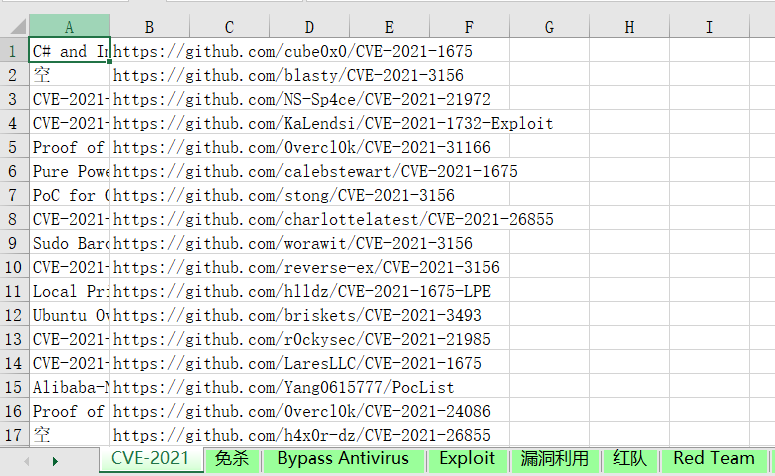 A B C D E F G H I
1 C# and In https://github.com/cube0x0/CVE-2021-1675
2 空 https://github.com/blasty/CVE-2021-3156
3 CVE-2021- https://github.com/NS-Sp4ce/CVE-2021-21972
4 CVE-2021- https://github.com/KaLendsi/CVE-2021-1732-Exploit
5 Proof of https://github.com/0vercl0k/CVE-2021-31166
6 Pure Powe https://github.com/calebstewart/CVE-2021-1675
7 PoC for C https://github.com/stong/CVE-2021-3156
8 CVE-2021- https://github.com/charlottelatest/CVE-2021-26855
9 Sudo Baro https://github.com/worawit/CVE-2021-3156
10 CVE-2021- https://github.com/reverse-ex/CVE-2021-3156
11 Local Pri https://github.com/hlldz/CVE-2021-1675-LPE
12 Ubuntu Ov https://github.com/briskets/CVE-2021-3493
13 CVE-2021- https://github.com/r0ckysec/CVE-2021-21985
14 CVE-2021- https://github.com/LaresLLC/CVE-2021-1675
15 Alibaba-N https://github.com/Yang0615777/PocList
16 Proof of https://github.com/0vercl0k/CVE-2021-24086
17 空 https://github.com/h4x0r-dz/CVE-2021-26855
CVE-2021 免杀 Bypass Antivirus Exploit 漏洞利用 红队 Red Team